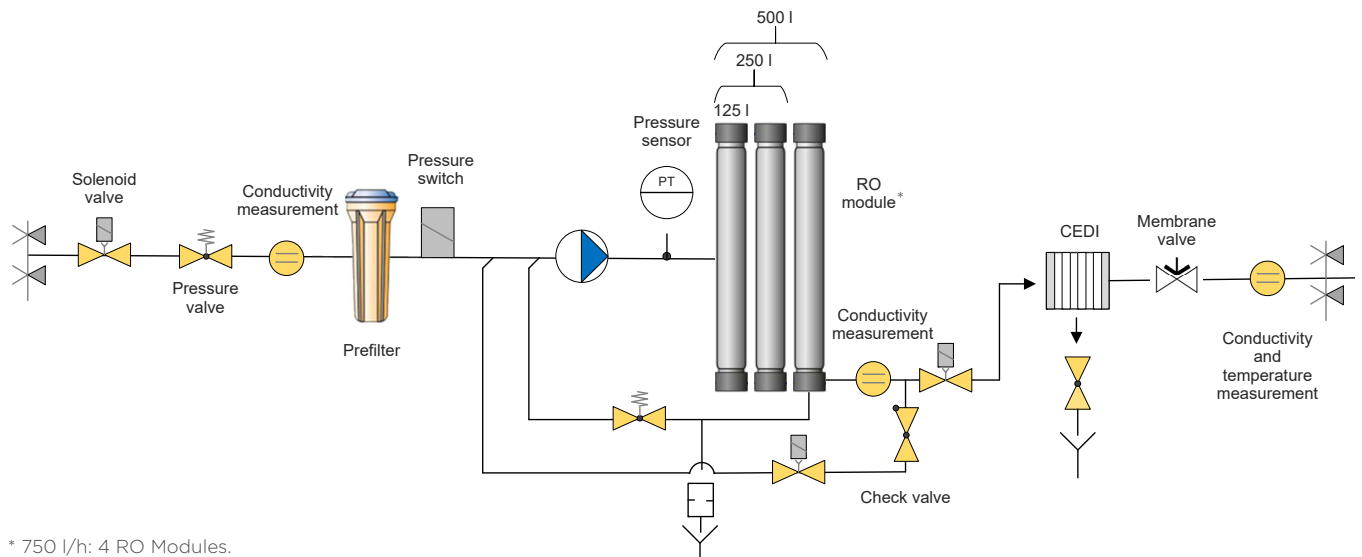 500 l
250 l
125 l
Pressure
sensor
PT
Pressure
switch
Solenoid
valve
Conductivity
measurement
RO
module*
Membrane
valve
CEDI
Pressure
valve
Prefilter
Conductivity
measurement
Conductivity
and
temperature
measurement
Check valve
* 750 l/h: 4 RO Modules.